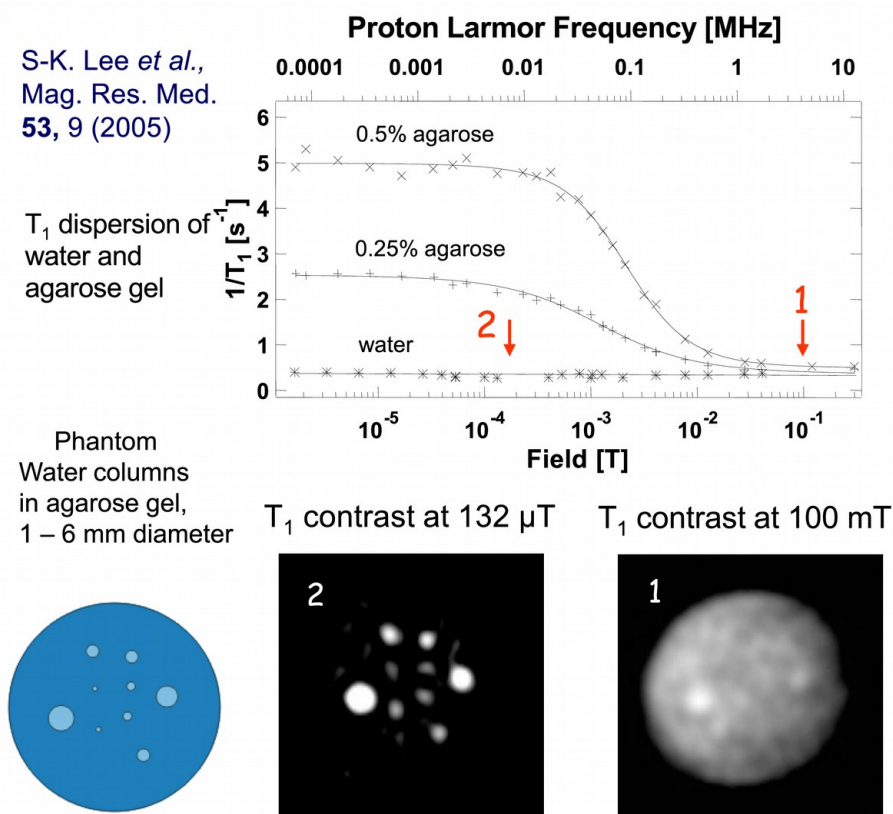 S-K. Lee et al.,
Mag. Res. Med.
53, 9 (2005)
T₁ dispersion of
water and
agarose gel
Proton Larmor Frequency [MHz]
0.0001 0.001 0.01 0.1 1 10
1/T₁ [s⁻¹]
6
5
4
3
2
1
0
0.5% agarose
0.25% agarose
water
2
1
10⁻⁵ 10⁻⁴ 10⁻³ 10⁻² 10⁻¹
Field [T]
Phantom
Water columns
in agarose gel,
1 – 6 mm diameter
T₁ contrast at 132 µT
2
T₁ contrast at 100 mT
1